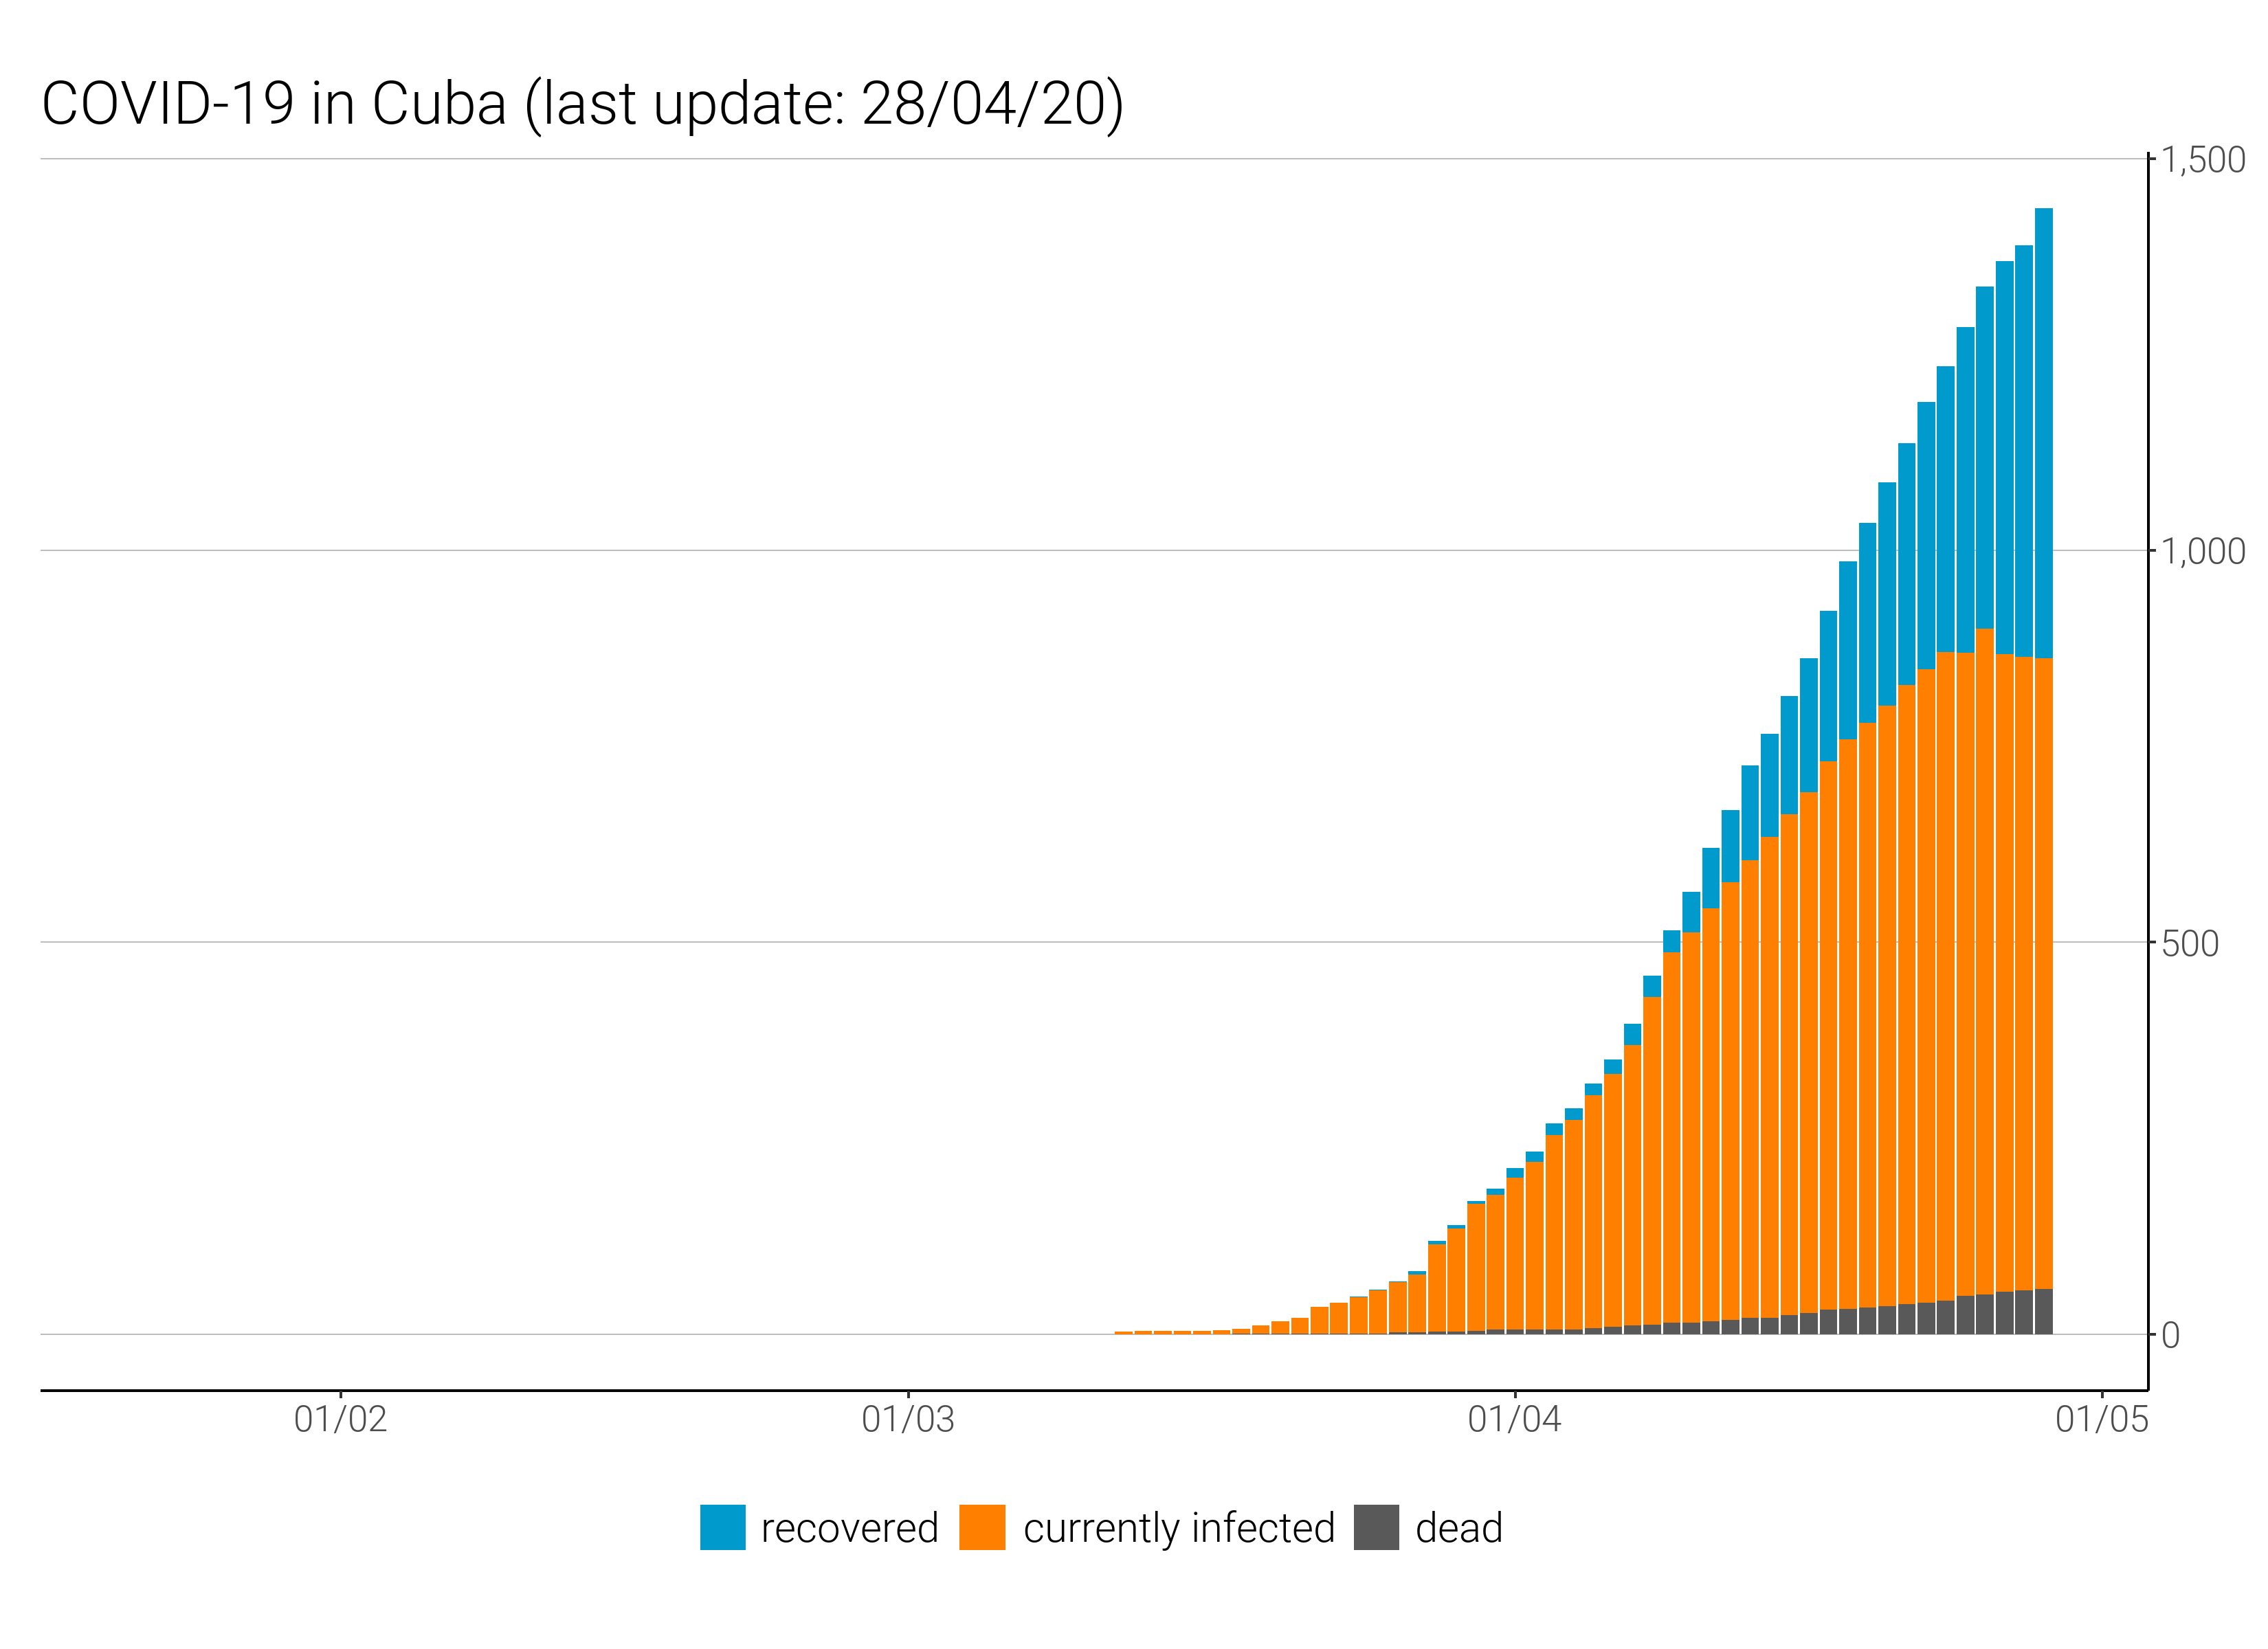 COVID-19 in Cuba (last update: 28/04/20)
1,500
1,000
500
0
01/02 01/03 01/04 01/05
recovered currently infected dead